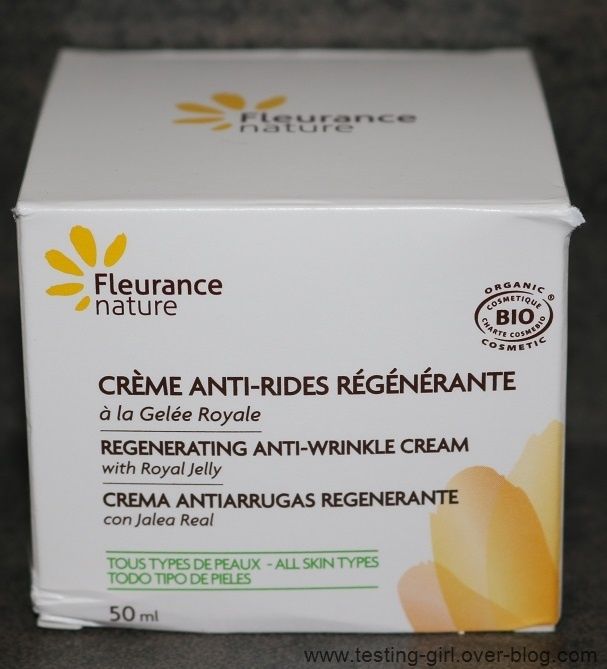 Fleurance
nature
Fleurance
nature
ORGANIC
COSMETIQUE
BIO
®
CHARTE COSMEBIO
COSMETIC
CRÈME ANTI-RIDES RÉGÉNÉRANTE
à la Gelée Royale
REGENERATING ANTI-WRINKLE CREAM
with Royal Jelly
CREMA ANTIARRUGAS REGENERANTE
con Jalea Real
TOUS TYPES DE PEAUX - ALL SKIN TYPES
TODO TIPO DE PIELES
50 ml
www.testing-girl.over-blog.com